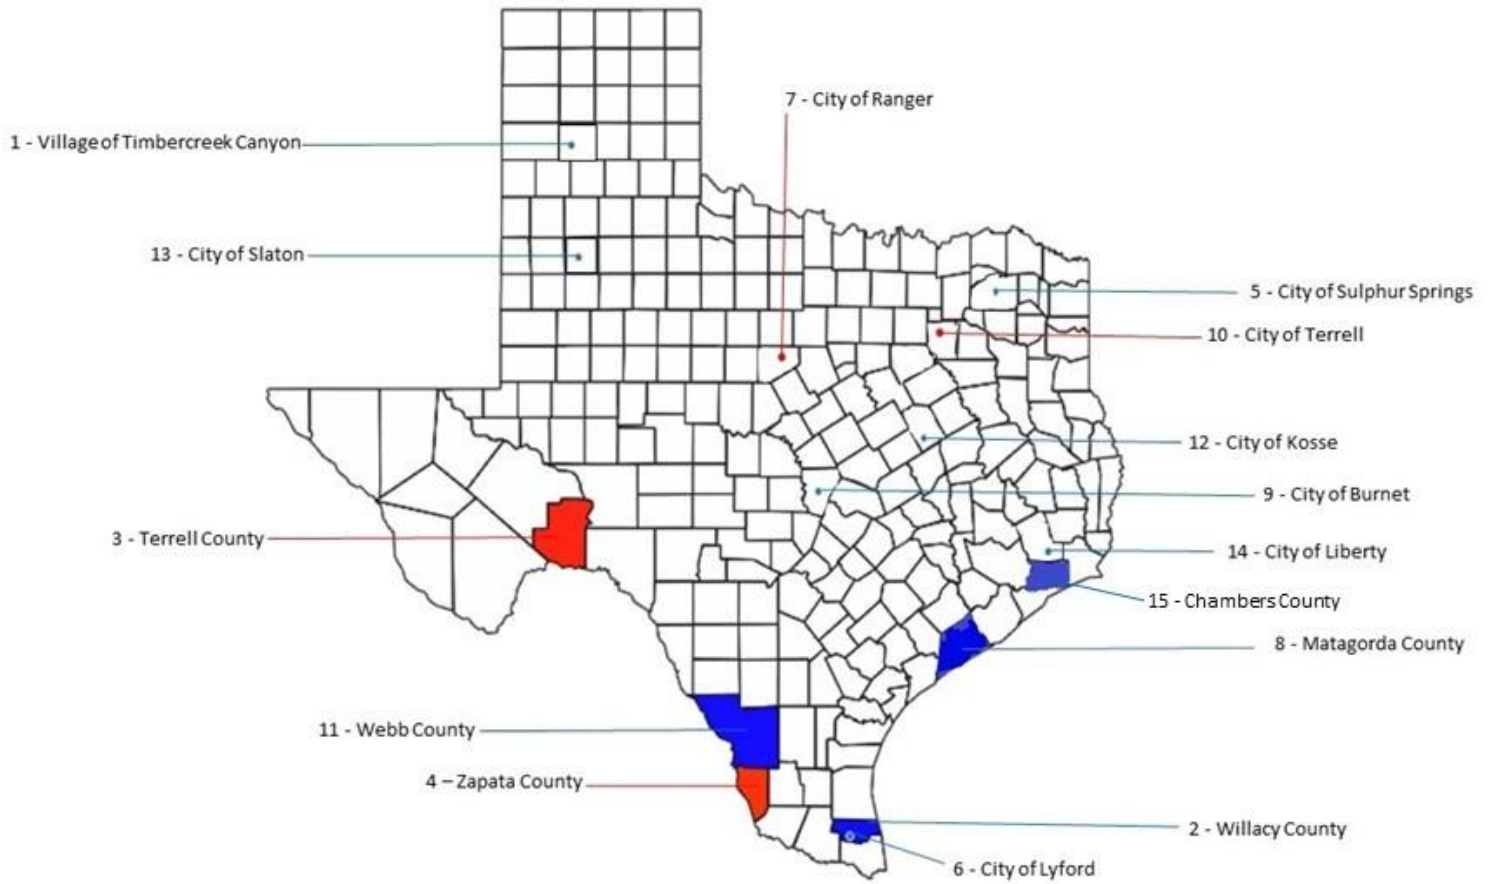 7 - City of Ranger
1 - Village of Timbercreek Canyon
13 - City of Slaton
5 - City of Sulphur Springs
10 - City of Terrell
12 - City of Kosse
9 - City of Burnet
3 - Terrell County
14 - City of Liberty
15 - Chambers County
8 - Matagorda County
11 - Webb County
4 – Zapata County
2 - Willacy County
6 - City of Lyford